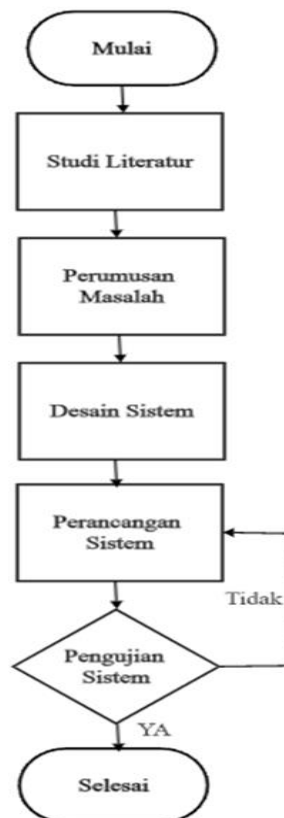 Mulai
Studi Literatur
Perumusan
Masalah
Desain Sistem
Perancangan
Sistem
Tidak
Pengujian
Sistem
YA
Selesai